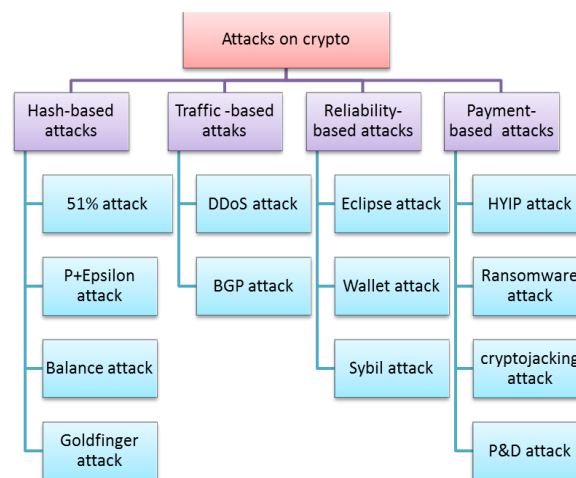 Attacks on crypto
Hash-based
attacks
Traffic -based
attaks
Reliability-
based attacks
Payment-
based attacks
51% attack
P+Epsilon
attack
Balance attack
Goldfinger
attack
DDoS attack
BGP attack
Eclipse attack
Wallet attack
Sybil attack
HYIP attack
Ransomware
attack
cryptojacking
attack
P&D attack